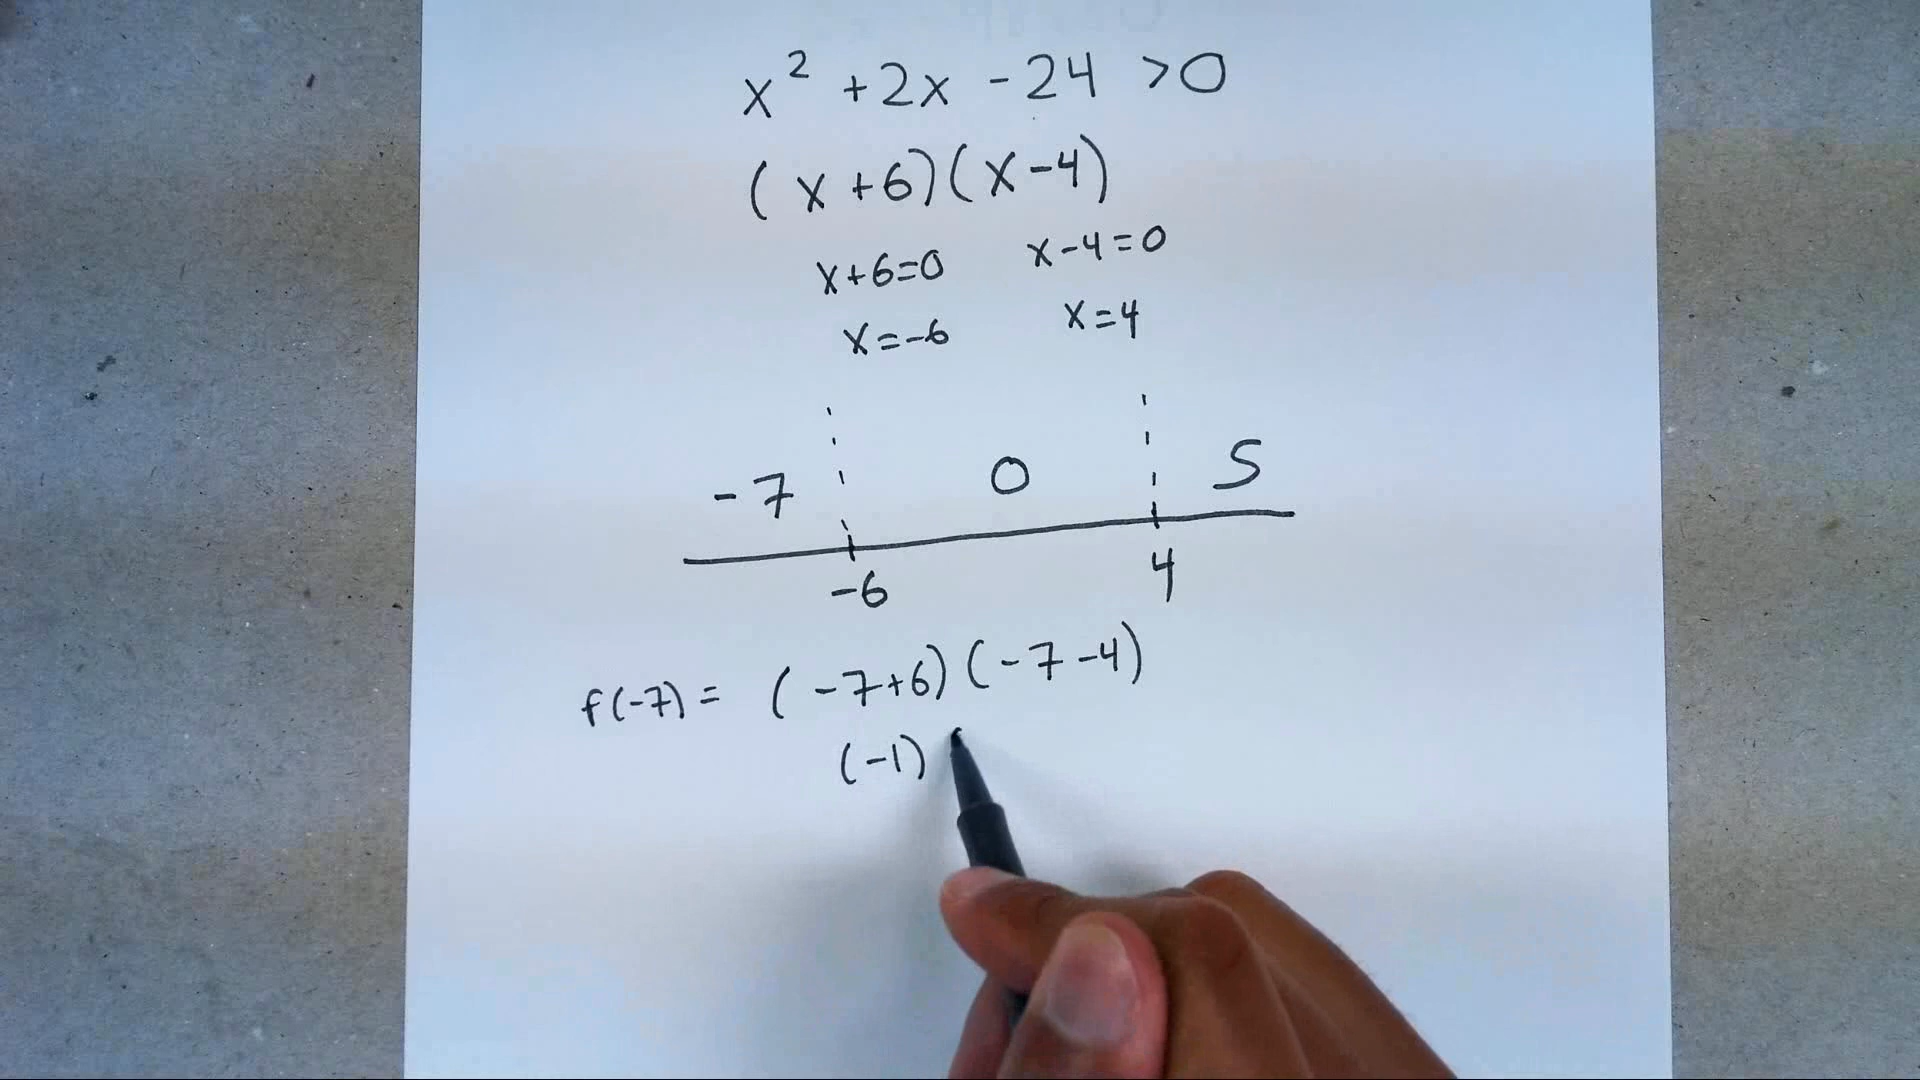 x² +2x -24 >0
(x+6)(x-4)
x+6=0 x-4=0
x=-6 x=4
-7 0 5
-6 4
f(-7) = (-7+6)(-7-4)
(-1)